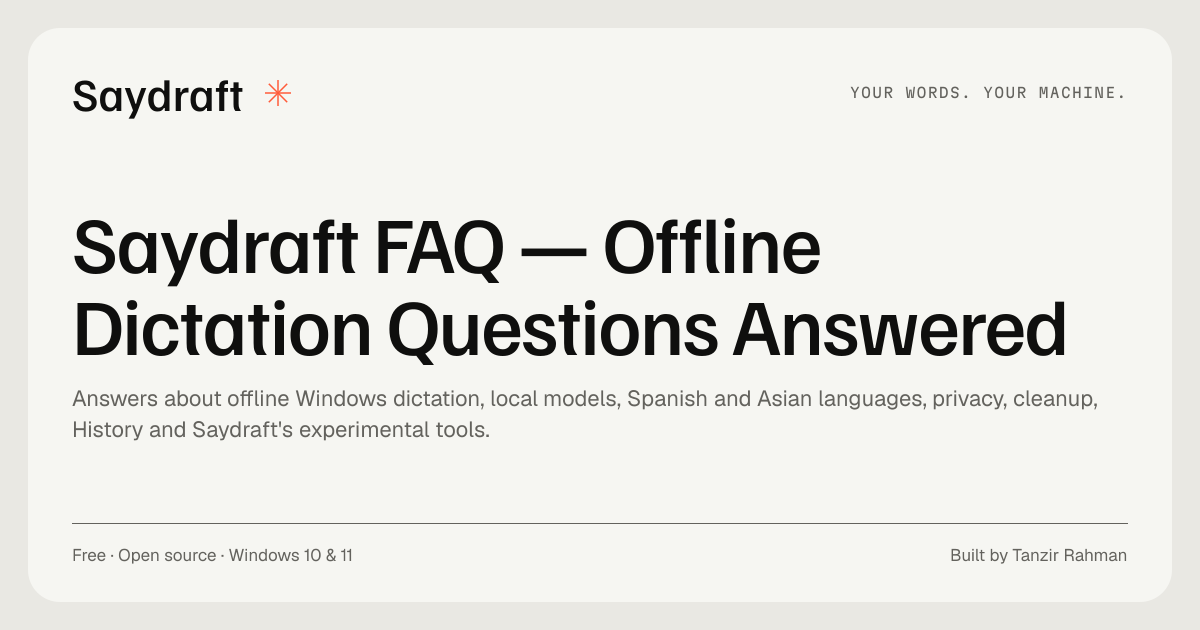 Saydraft
YOUR WORDS. YOUR MACHINE.
Saydraft FAQ — Offline
Dictation Questions Answered
Answers about offline Windows dictation, local models, Spanish and Asian languages, privacy, cleanup,
History and Saydraft's experimental tools.
Free · Open source · Windows 10 & 11
Built by Tanzir Rahman